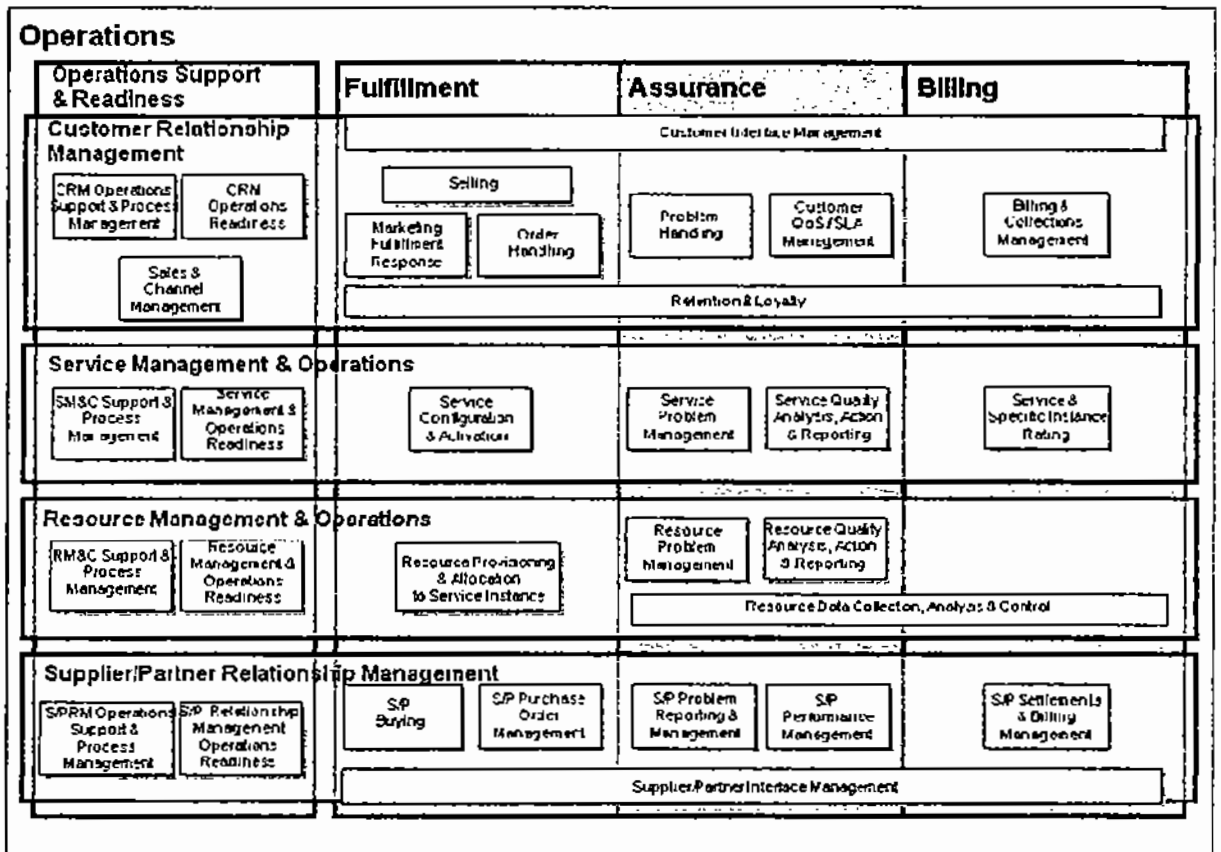 Operations
Operations Support
& Readiness
Fulfillment
Assurance
Billing
Customer Relationship
Management
Customer Interface Management
CRM Operations
Support & Process
Management
CRM
Operations
Readiness
Sales &
Channel
Management
Selling
Marketing
Fulfillment
Response
Order
Handling
Problem
Handling
Customer
QoS/SLA
Management
Billing &
Collections
Management
Retention & Loyalty
Service Management & Operations
SM&O Support &
Process
Management
Service
Management &
Operations
Readiness
Service
Configuration
& Activation
Service
Problem
Management
Service Quality
Analysis, Action
& Reporting
Service &
Specific Instance
Rating
Resource Management & Operations
RM&O Support &
Process
Management
Resource
Management &
Operations
Readiness
Resource Provisioning
& Allocation
to Service Instance
Resource
Problem
Management
Resource Quality
Analysis, Action
& Reporting
Resource Data Collection, Analysis & Control
Supplier/Partner Relationship Management
S/PRM Operations
Support &
Process
Management
S/P Relationship
Management
Operations
Readiness
S/P
Buying
S/P Purchase
Order
Management
S/P Problem
Reporting &
Management
S/P
Performance
Management
S/P Settlements
& Billing
Management
Supplier/Partner Interface Management